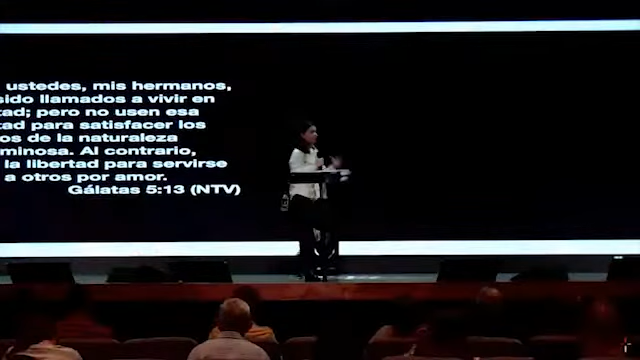 ustedes, mis hermanos,
sido llamados a vivir en
tad; pero no usen esa
tad para satisfacer los
os de la naturaleza
minosa. Al contrario,
la libertad para servirse
a otros por amor.
Gálatas 5:13 (NTV)